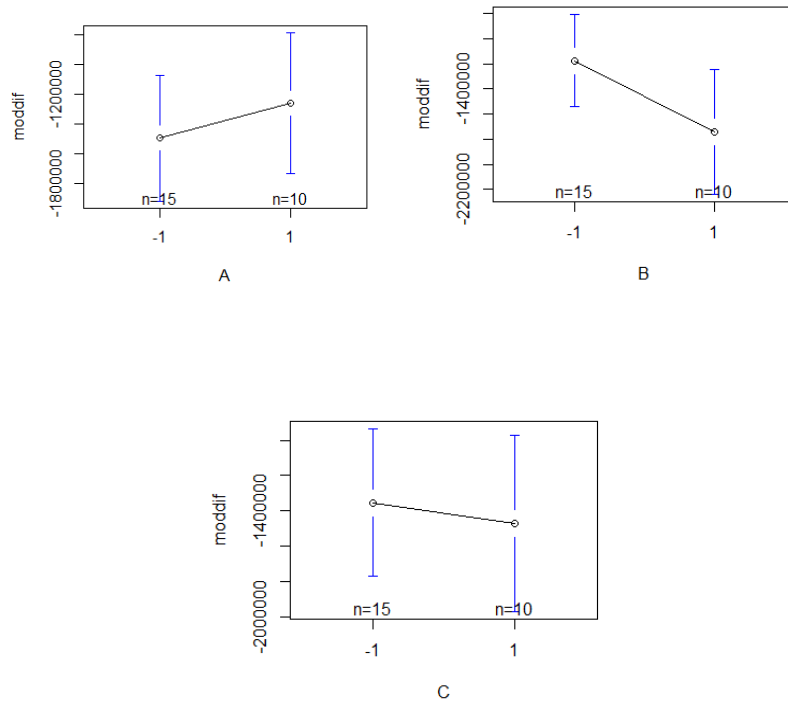 moddif
-1200000
-1800000
n=15
n=10
-1
1
A
moddif
-1400000
-2200000
n=15
n=10
-1
1
B
moddif
-1400000
-2000000
n=15
n=10
-1
1
C